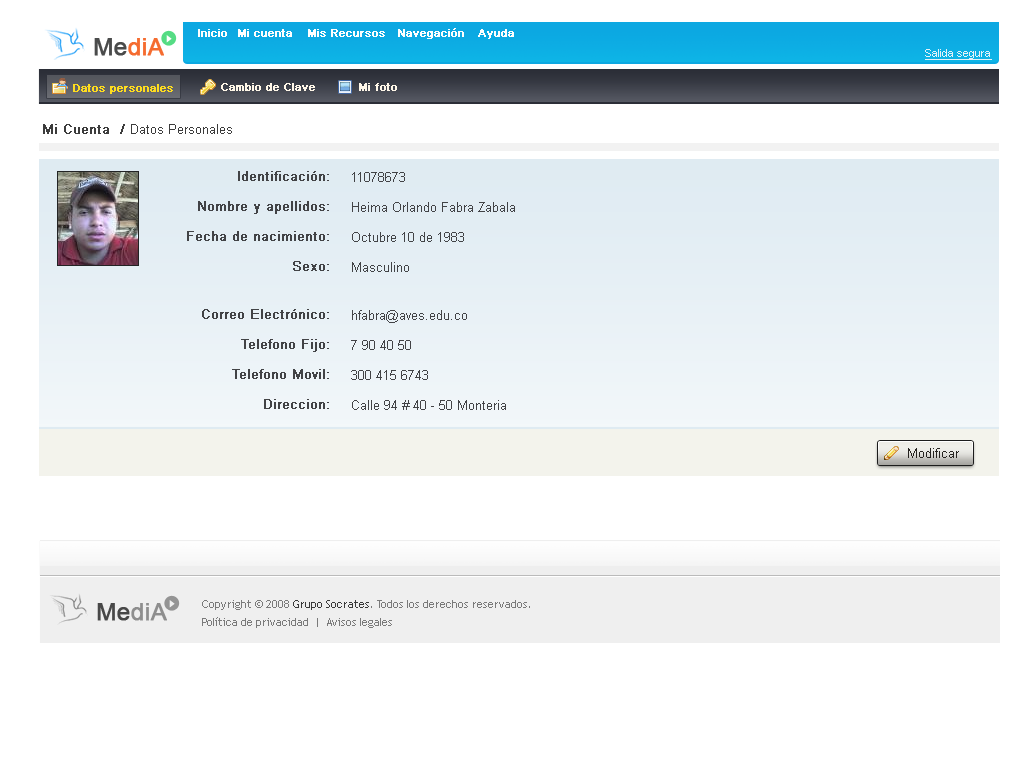 MediA
Inicio Mi cuenta Mis Recursos Navegación Ayuda
Salida segura
Datos personales Cambio de Clave Mi foto
Mi Cuenta / Datos Personales
Identificación: 11078673
Nombre y apellidos: Heima Orlando Fabra Zabala
Fecha de nacimiento: Octubre 10 de 1983
Sexo: Masculino
Correo Electrónico: hfabra@aves.edu.co
Telefono Fijo: 7 90 40 50
Telefono Movil: 300 415 6743
Direccion: Calle 94 # 40 - 50 Monteria
Modificar
MediA
Copyright © 2008 Grupo Socrates. Todos los derechos reservados.
Política de privacidad | Avisos legales